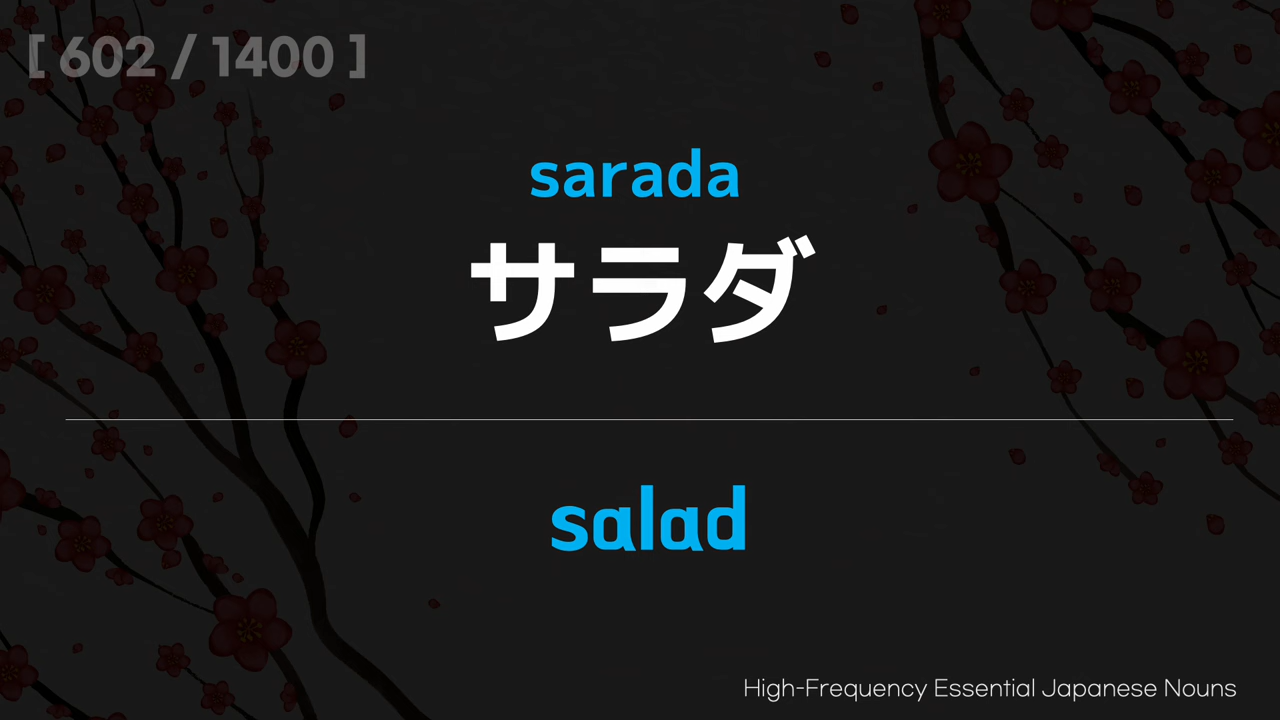 [ 602 / 1400 ]
sarada
サラダ
salad
High-Frequency Essential Japanese Nouns